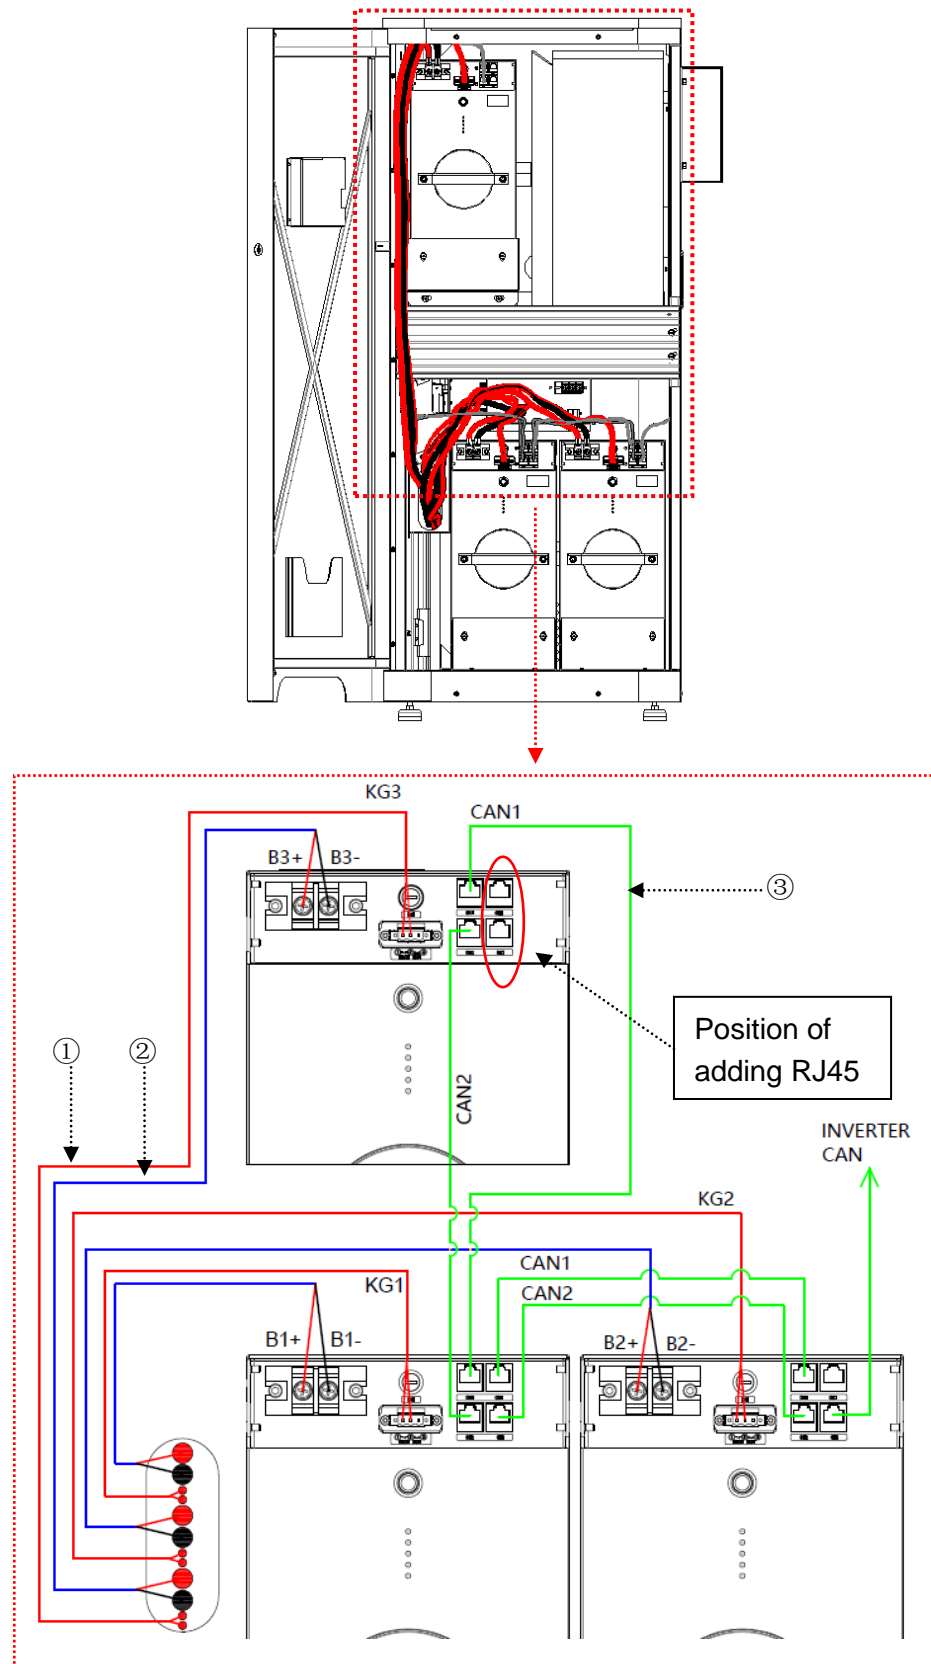 KG3
CAN1
B3+ B3-
③
Position of
adding RJ45
① ②
CAN2
INVERTER
CAN
KG2
CAN1
KG1
CAN2
B1+ B1-
B2+ B2-